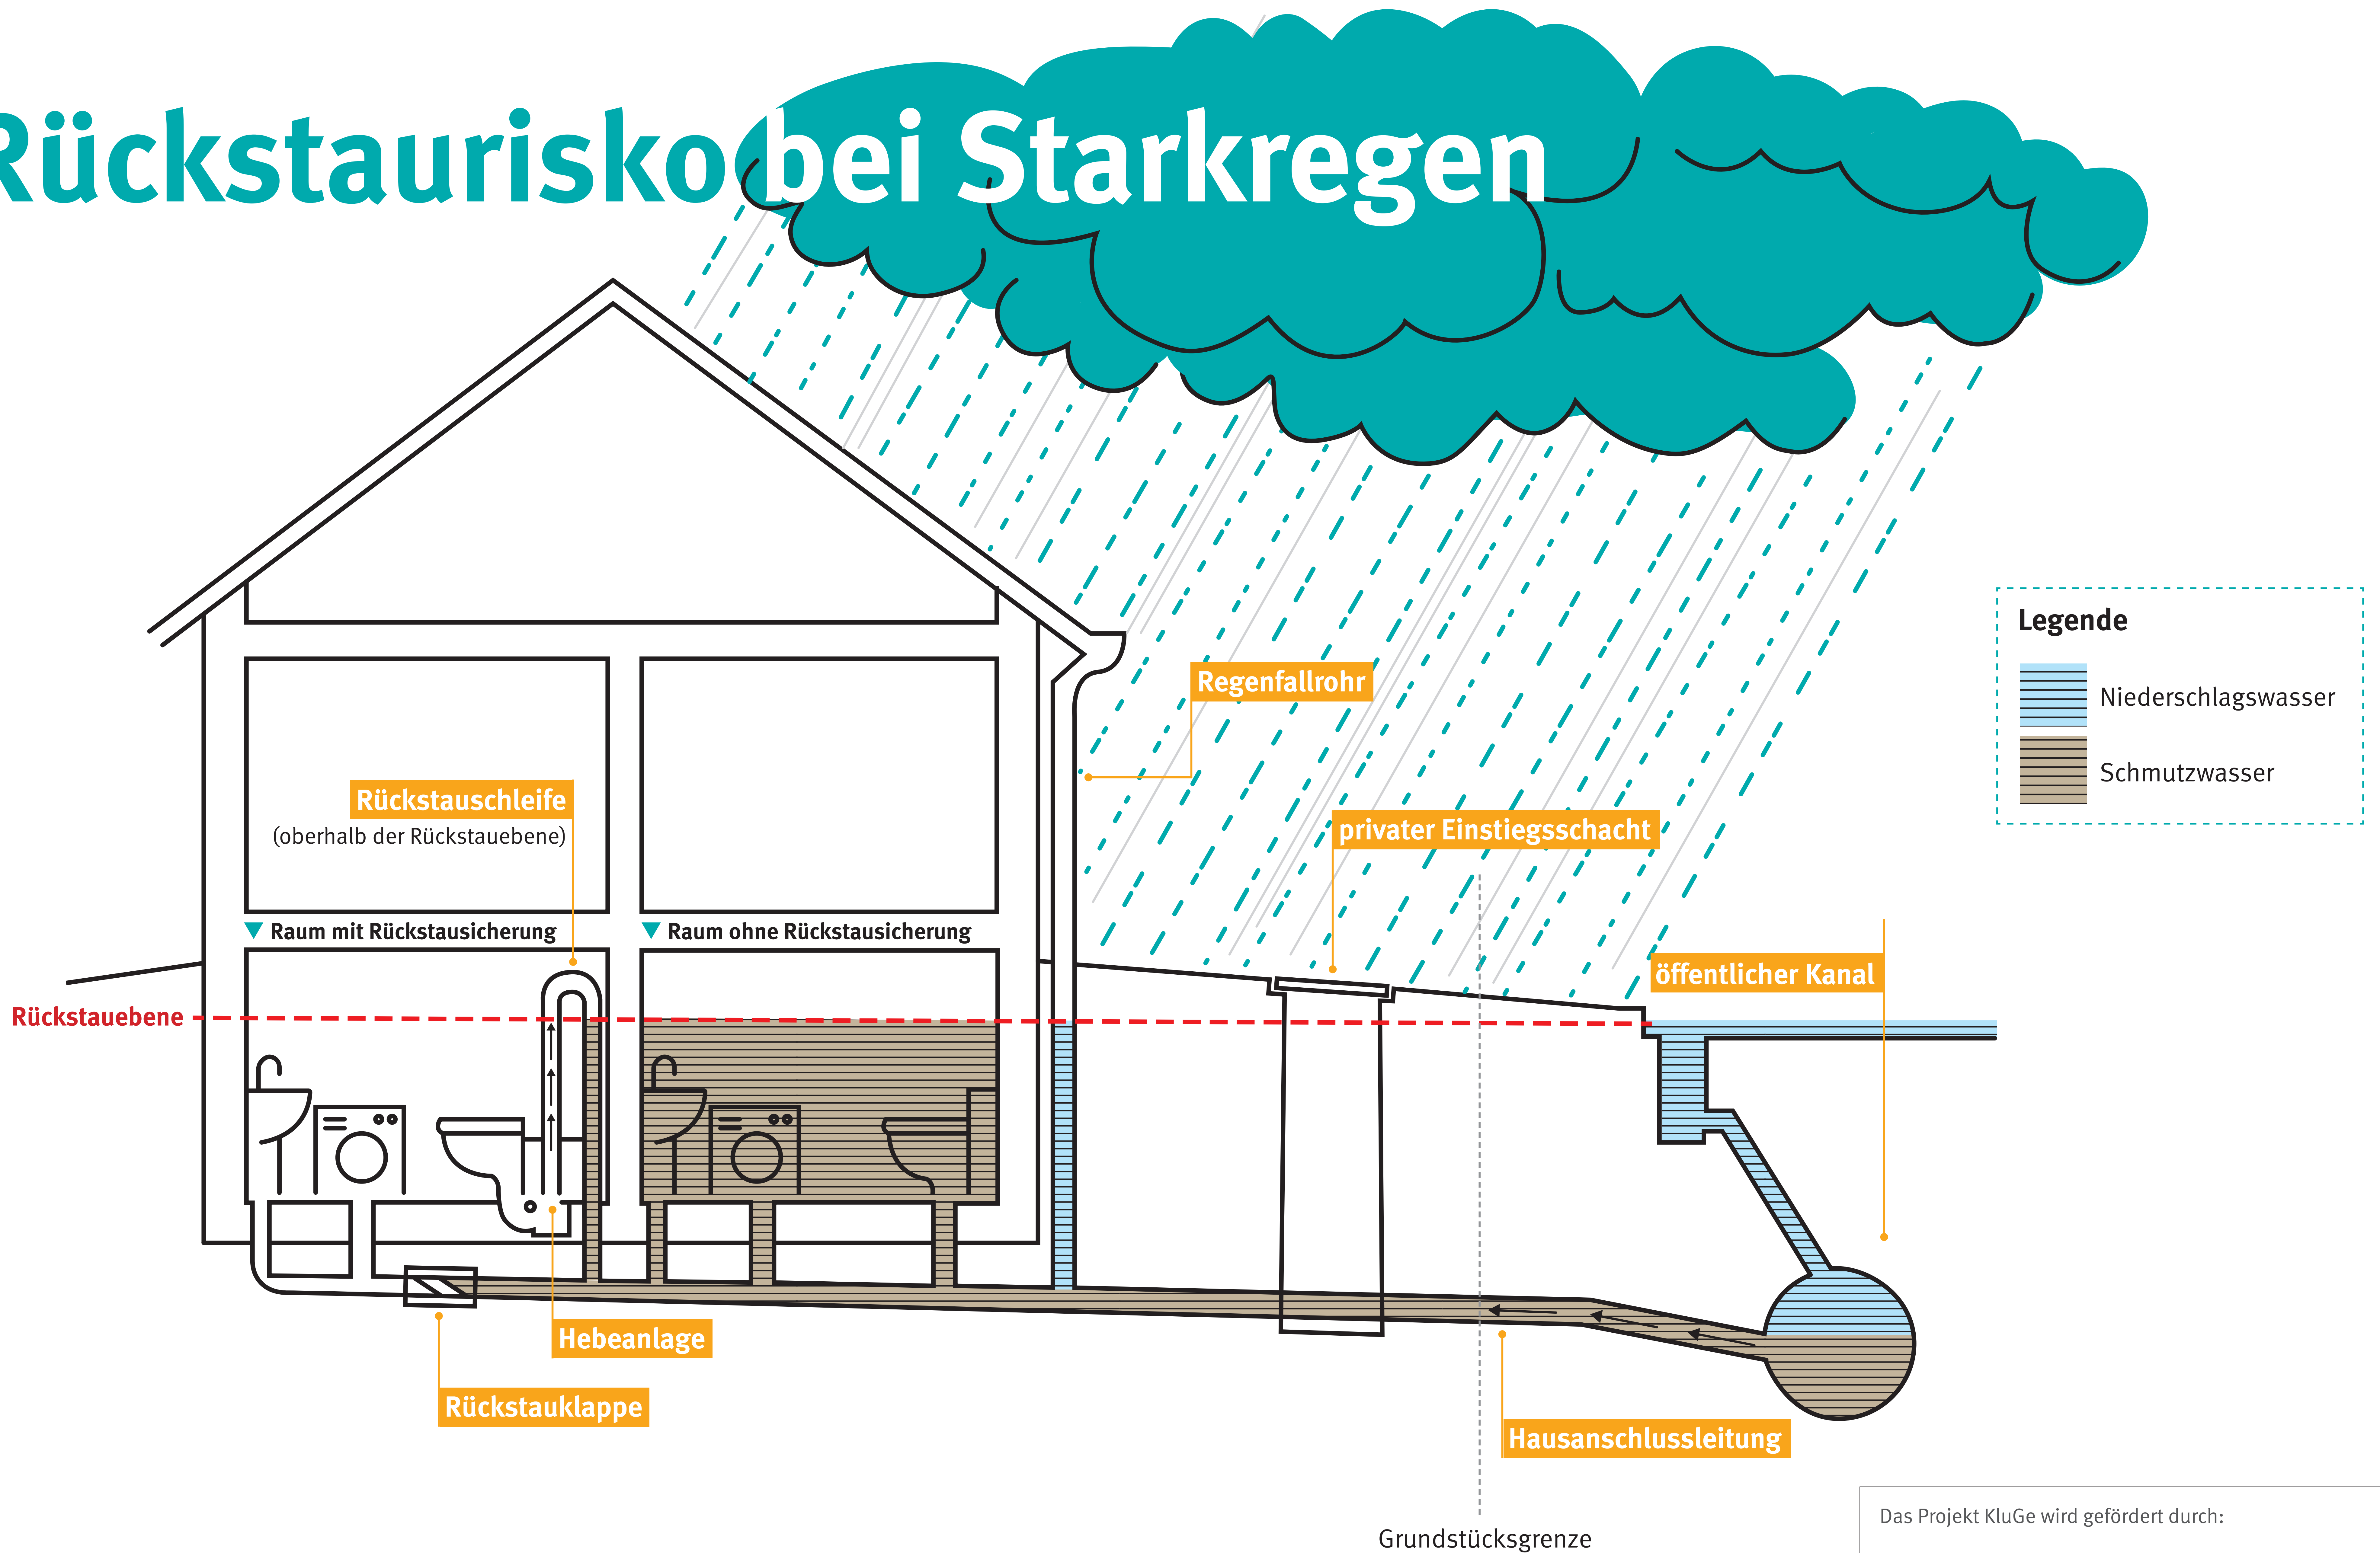 Rückstaurisiko bei Starkregen
Legende
Niederschlagswasser
Schmutzwasser
Regenfallrohr
Rückstauschleife
(oberhalb der Rückstauebene)
privater Einstiegsschacht
Raum mit Rückstausicherung
Raum ohne Rückstausicherung
öffentlicher Kanal
Rückstauebene
Hebeanlage
Rückstauklappe
Hausanschlussleitung
Grundstücksgrenze
Das Projekt KluGe wird gefördert durch: